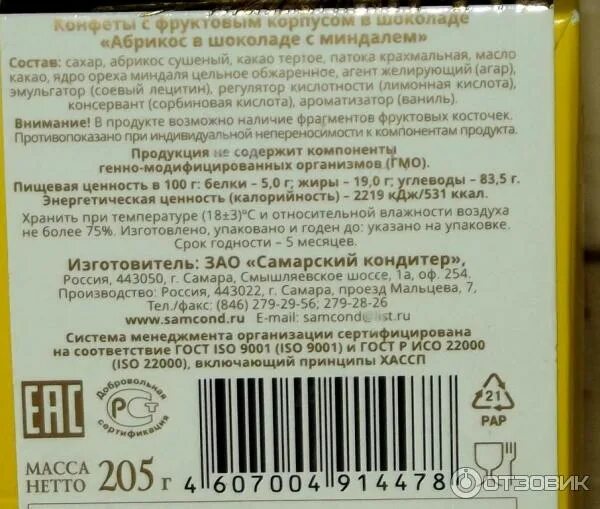 Конфеты с фруктовым корпусом в шоколаде
«Абрикос в шоколаде с миндалем»
Состав: сахар, абрикос сушеный, какао тертое, патока крахмальная, масло
какао, ядро ореха миндаля цельное обжаренное, агент желирующий (агар),
эмульгатор (соевый лецитин), регулятор кислотности (лимонная кислота),
консервант (сорбиновая кислота), ароматизатор (ваниль).
Внимание! В продукте возможно наличие фрагментов фруктовых косточек.
Противопоказано при индивидуальной непереносимости к компонентам продукта.
Продукция не содержит компоненты
генно-модифицированных организмов (ГМО).
Пищевая ценность в 100 г: белки – 5,0 г; жиры – 19,0 г; углеводы – 83,5 г.
Энергетическая ценность (калорийность) – 2219 кДж/531 ккал.
Хранить при температуре (18±3)°С и относительной влажности воздуха
не более 75%. Изготовлено, упаковано и годен до: указано на упаковке.
Срок годности – 5 месяцев.
Изготовитель: ЗАО «Самарский кондитер»,
Россия, 443050, г. Самара, Смышляевское шоссе, 1а, оф. 254.
Производство: Россия, 443022, г. Самара, проезд Мальцева, 7,
Тел./факс: (846) 279-29-56; 279-28-26
www.samcond.ru E-mail: samcond@list.ru
Система менеджмента организации сертифицирована
на соответствие ГОСТ ISO 9001 (ISO 9001) и ГОСТ Р ИСО 22000
(ISO 22000), включающий принципы ХАССП
ЕАС
Добровольная
РСТ
сертификация
21
PAP
МАССА
НЕТТО 205 г
4 607004 914478
ОТЗОВИК